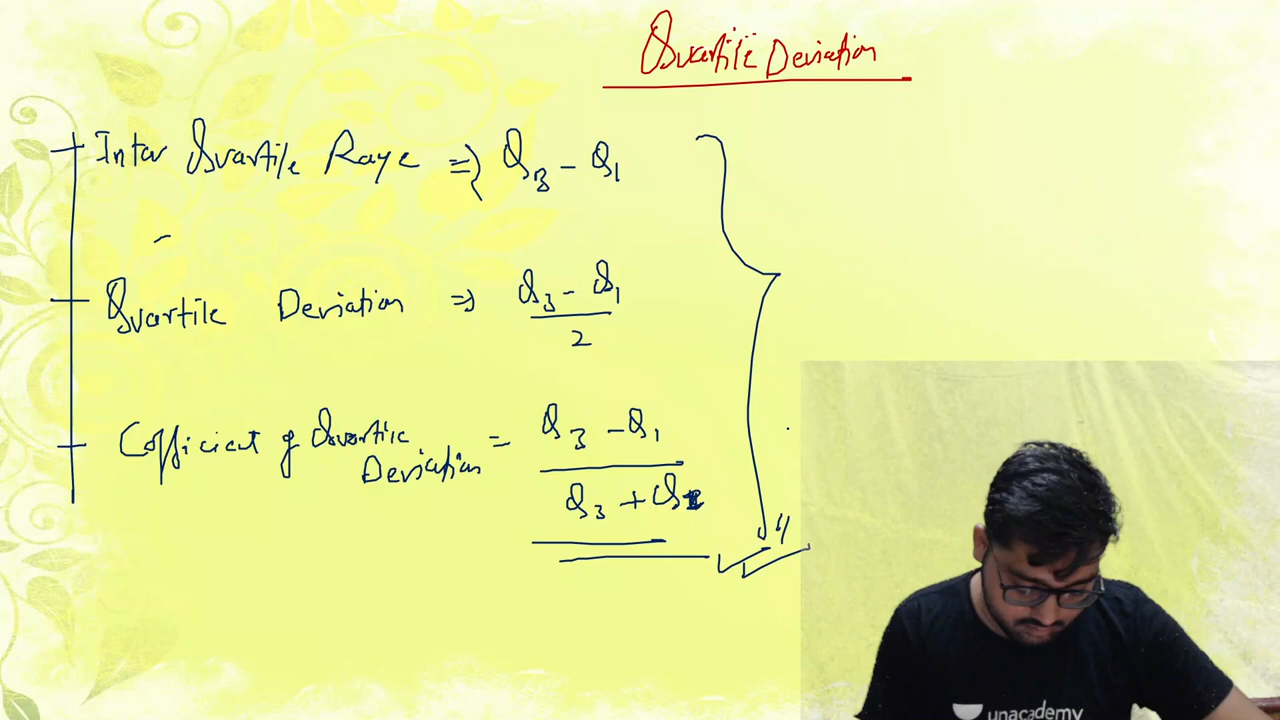 Quartile Deviation
Inter Quartile Range => Q3 - Q1
Quartile Deviation => Q3 - Q1
2
Cofficient of Quartile Deviation = Q3 - Q1
Q3 + Q1
unacademy